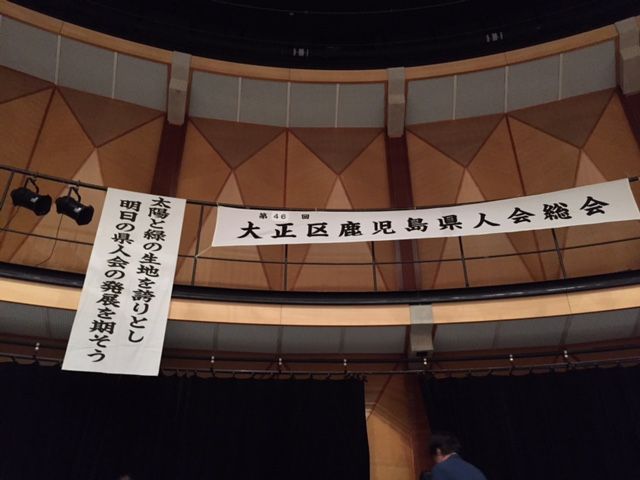 第46回
大正区鹿児島県人会総会
太陽と緑の生地を誇りとし
明日の県人会の発展を期そう